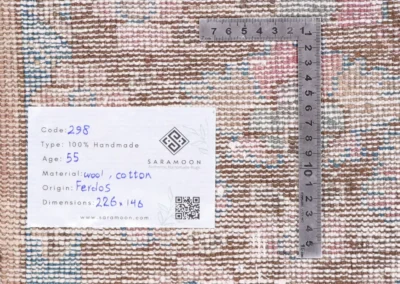 7 6 5 4 3 2 1
1 2 3 4 5 6 7 8 9 10 1 2 3 4 5
Code: 298
Type: 100% Handmade
Age: 55
SARAMOON
Material: wool, cotton
Origin: Ferdos
Dimensions 226 x 146
www.saramoon.com